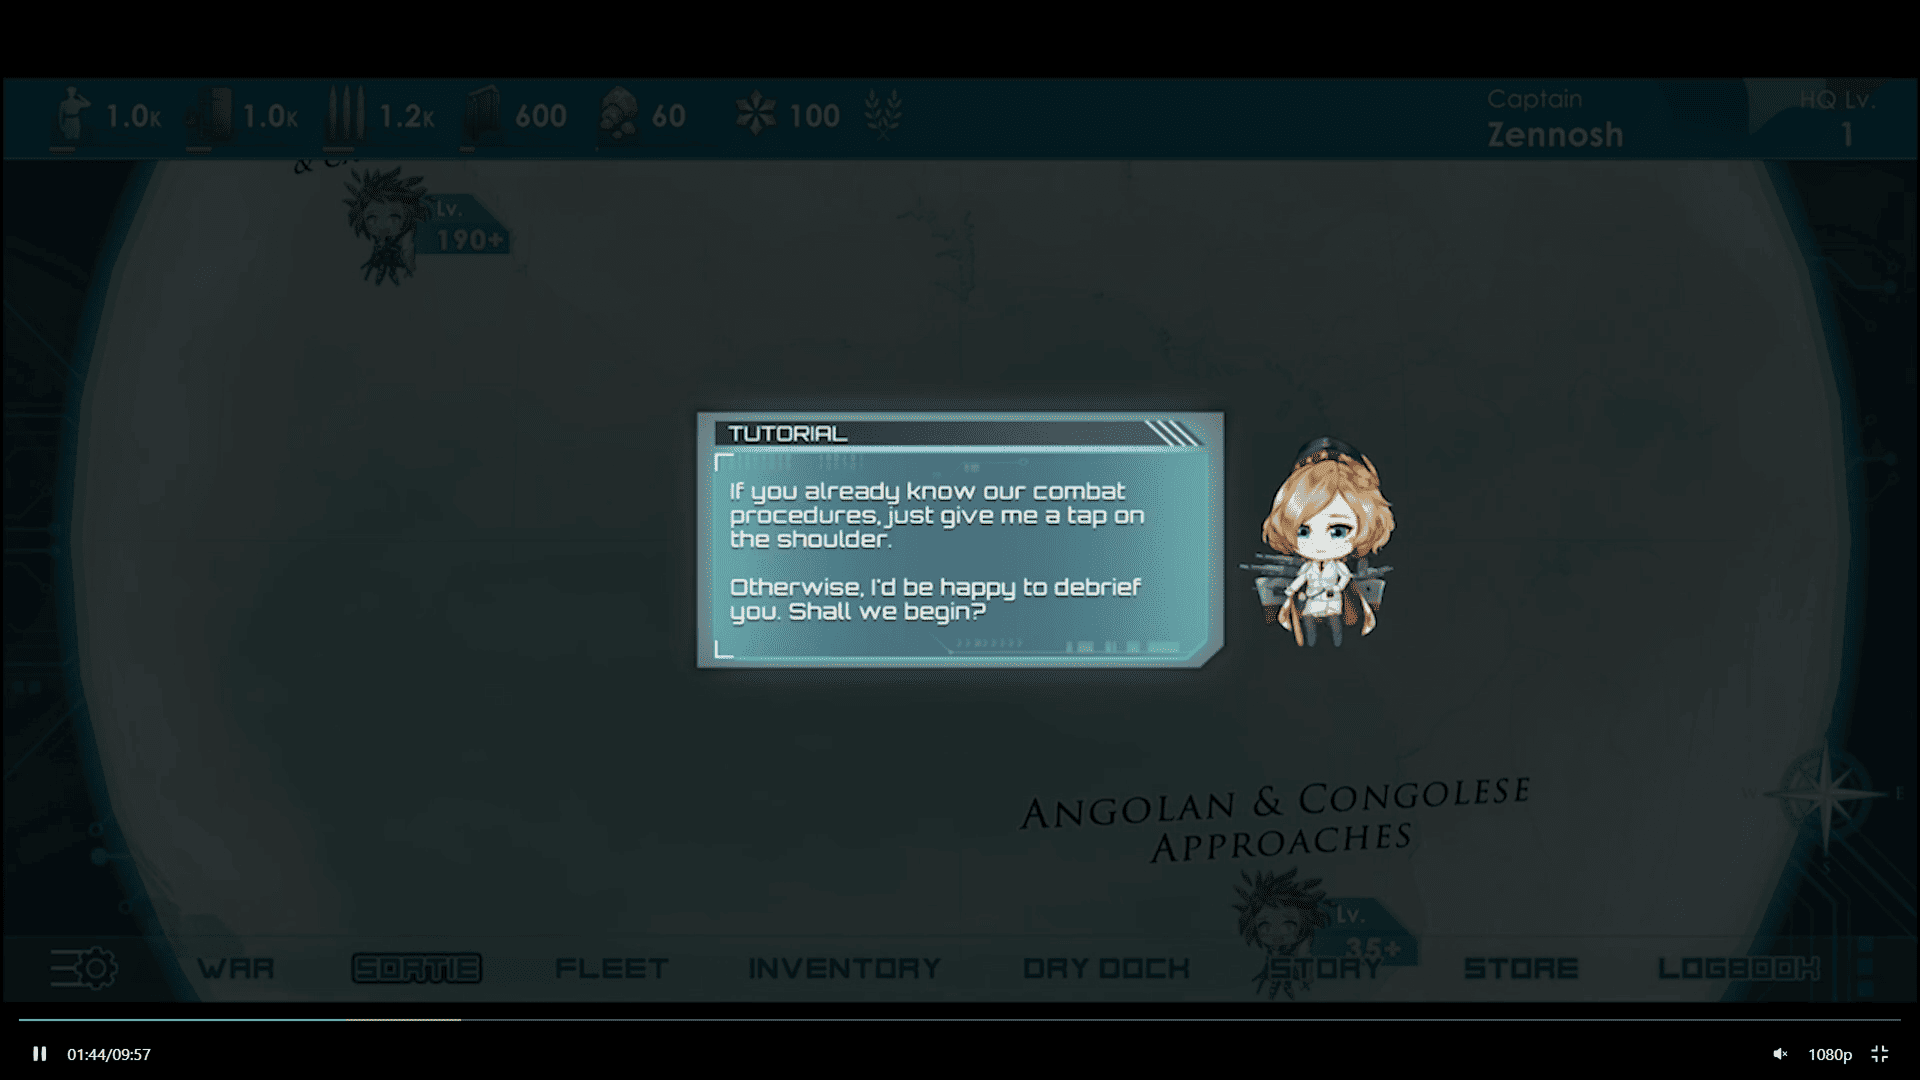 1.0K 1.0K 1.2K 600 60 100
Captain
Zennosh
HQ Lv.
1
Lv.
190+
TUTORIAL
If you already know our combat
procedures, just give me a tap on
the shoulder.
Otherwise, I'd be happy to debrief
you. Shall we begin?
ANGOLAN & CONGOLESE
APPROACHES
W E
S
Lv.
35+
WAR SORTIE FLEET INVENTORY DRY DOCK STORY STORE LOGBOOK
01:44/09:57 1080p